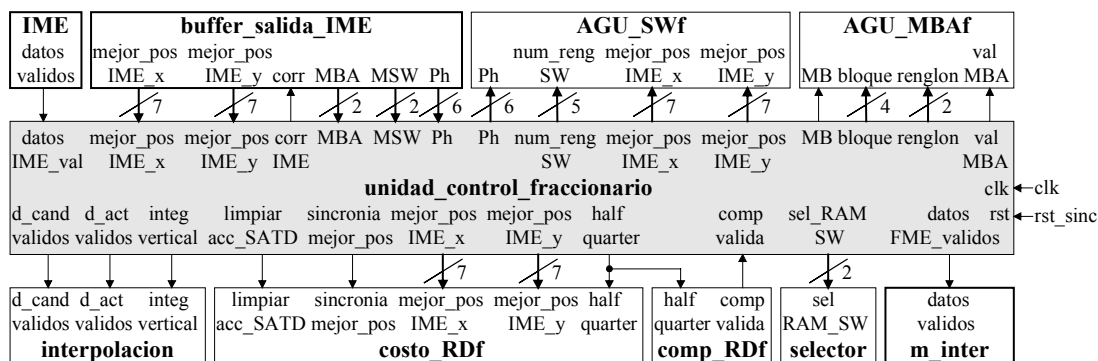 IME buffer_salida_IME AGU_SWf AGU_MBAf
datos mejor_pos mejor_pos num_reng mejor_pos mejor_pos val
validos IME_x IME_y corr MBA MSW Ph Ph SW IME_x IME_y MB bloque renglon MBA
7 7 2 2 6 6 5 7 7 4 2
datos mejor_pos mejor_pos corr MBA MSW Ph Ph num_reng mejor_pos mejor_pos MB bloque renglon val
IME_val IME_x IME_y IME SW IME_x IME_y MBA
unidad_control_fraccionario clk clk
d_cand d_act integ limpiar sincronia mejor_pos mejor_pos half comp sel_RAM datos rst rst_sinc
validos validos vertical acc_SATD mejor_pos IME_x IME_y quarter valida SW FME_validos
7 7 2
d_cand d_act integ limpiar sincronia mejor_pos mejor_pos half half comp sel datos
validos validos vertical acc_SATD mejor_pos IME_x IME_y quarter quarter valida RAM_SW validos
interpolacion costo_RDf comp_RDf selector m_inter